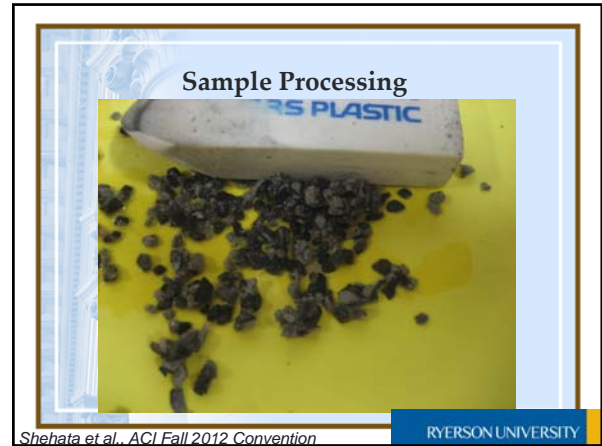 Sample Processing
RS PLASTIC
Shehata et al., ACI Fall 2012 Convention
RYERSON UNIVERSITY